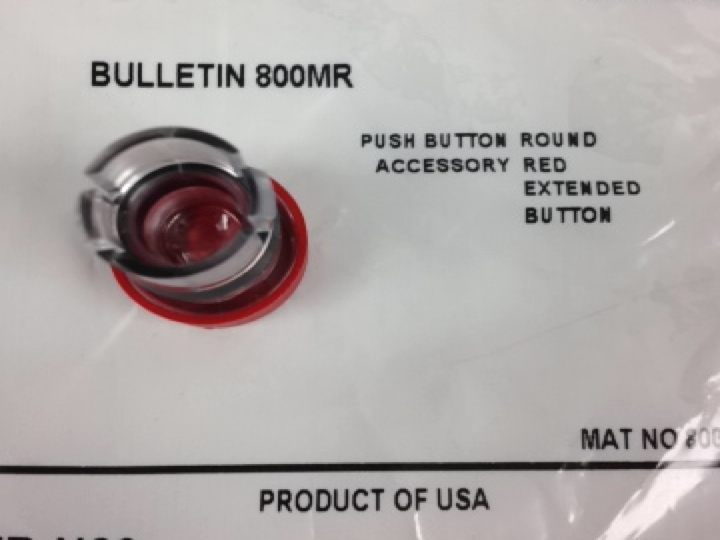 BULLETIN 800MR
PUSH BUTTON ROUND
ACCESSORY RED
EXTENDED
BUTTON
MAT NO
PRODUCT OF USA